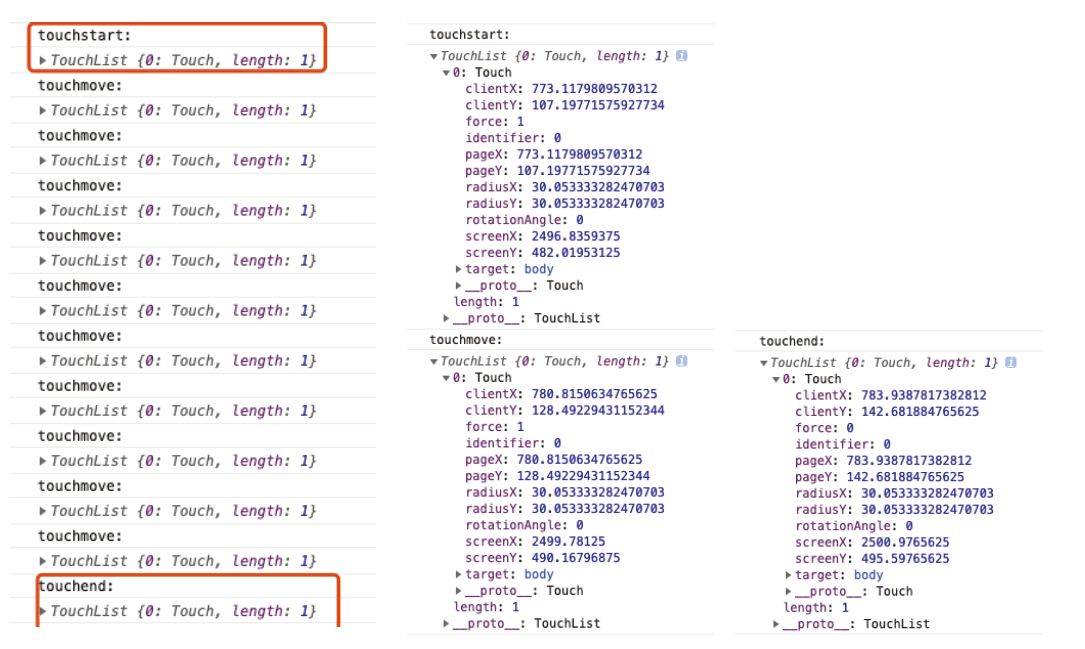 touchstart:
▸TouchList {0: Touch, length: 1}
touchmove:
▸TouchList {0: Touch, length: 1}
touchmove:
▸TouchList {0: Touch, length: 1}
touchmove:
▸TouchList {0: Touch, length: 1}
touchmove:
▸TouchList {0: Touch, length: 1}
touchmove:
▸TouchList {0: Touch, length: 1}
touchmove:
▸TouchList {0: Touch, length: 1}
touchmove:
▸TouchList {0: Touch, length: 1}
touchmove:
▸TouchList {0: Touch, length: 1}
touchmove:
▸TouchList {0: Touch, length: 1}
touchmove:
▸TouchList {0: Touch, length: 1}
touchend:
▸TouchList {0: Touch, length: 1}
touchstart:
▾TouchList {0: Touch, length: 1} i
▾0: Touch
clientX: 773.1179809570312
clientY: 107.19771575927734
force: 1
identifier: 0
pageX: 773.1179809570312
pageY: 107.19771575927734
radiusX: 30.053333282470703
radiusY: 30.053333282470703
rotationAngle: 0
screenX: 2496.8359375
screenY: 482.01953125
▸target: body
▸__proto__: Touch
length: 1
▸__proto__: TouchList
touchmove:
▾TouchList {0: Touch, length: 1} i
▾0: Touch
clientX: 780.8150634765625
clientY: 128.49229431152344
force: 1
identifier: 0
pageX: 780.8150634765625
pageY: 128.49229431152344
radiusX: 30.053333282470703
radiusY: 30.053333282470703
rotationAngle: 0
screenX: 2499.78125
screenY: 490.16796875
▸target: body
▸__proto__: Touch
length: 1
▸__proto__: TouchList
touchend:
▾TouchList {0: Touch, length: 1} i
▾0: Touch
clientX: 783.9387817382812
clientY: 142.681884765625
force: 0
identifier: 0
pageX: 783.9387817382812
pageY: 142.681884765625
radiusX: 30.053333282470703
radiusY: 30.053333282470703
rotationAngle: 0
screenX: 2500.9765625
screenY: 495.59765625
▸target: body
▸__proto__: Touch
length: 1
▸__proto__: TouchList